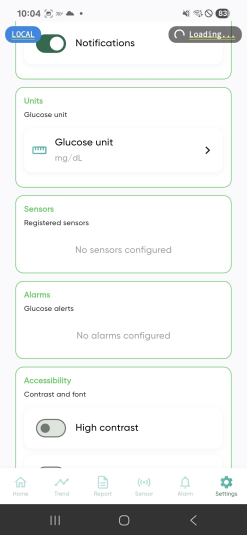 10:04
83
LOCAL
Loading...
Notifications
Units
Glucose unit
Glucose unit
mg/dL
Sensors
Registered sensors
No sensors configured
Alarms
Glucose alerts
No alarms configured
Accessibility
Contrast and font
High contrast
Home Trend Report Sensor Alarm Settings